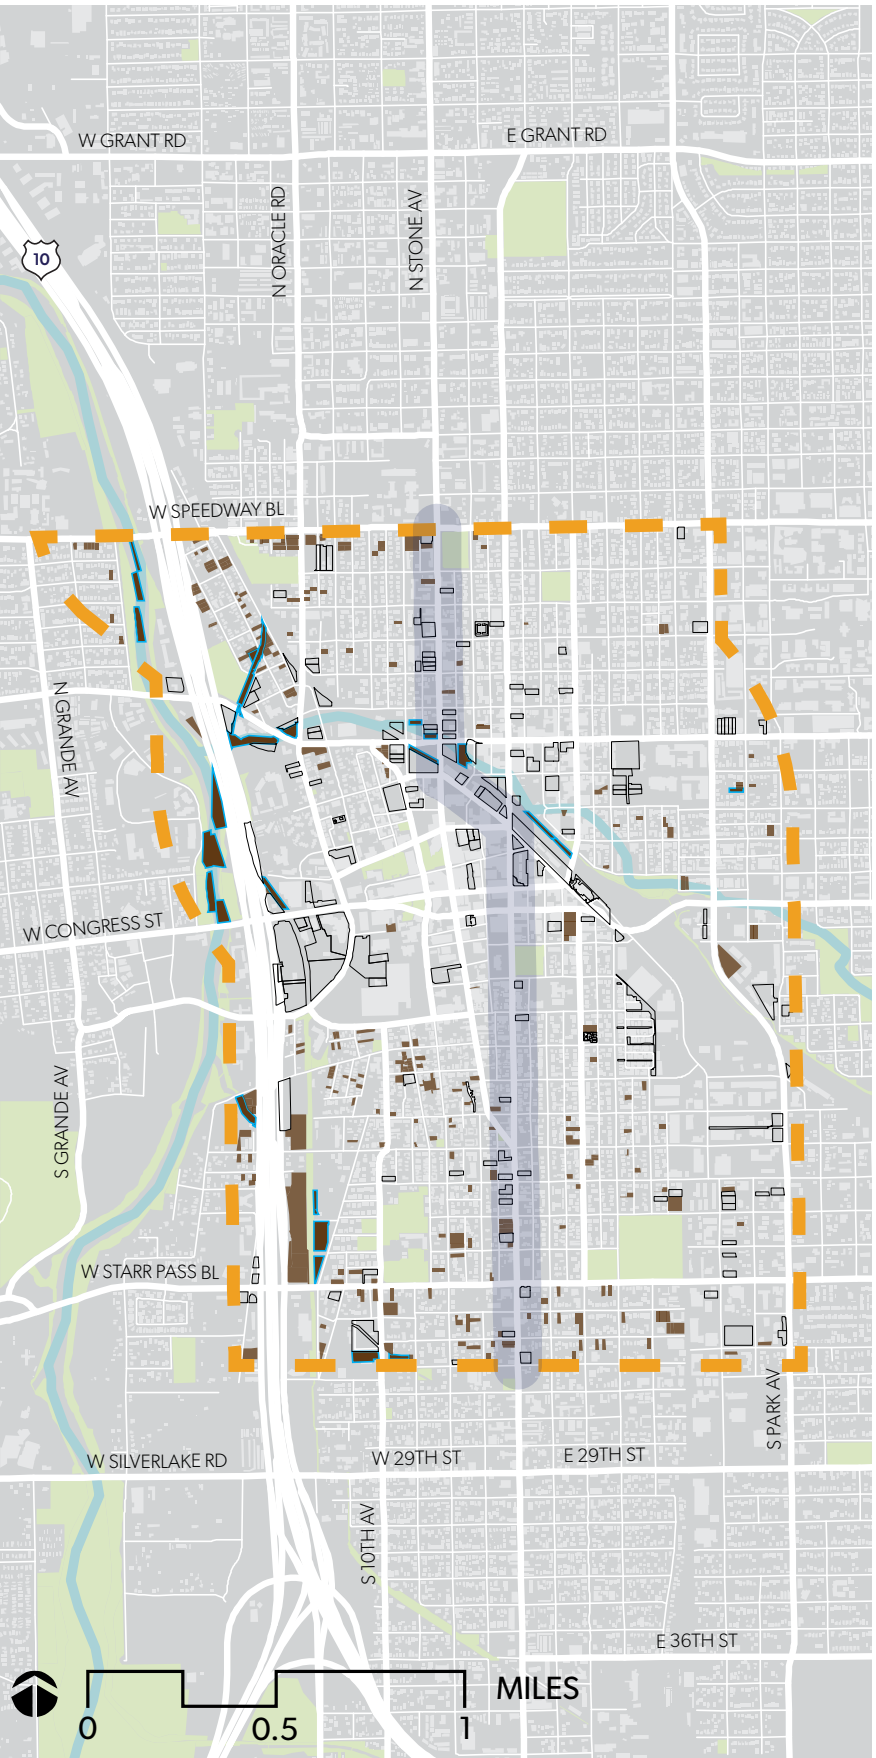 W GRANT RD
E GRANT RD
N ORACLE RD
N STONE AV
10
W SPEEDWAY BL
N GRANDE AV
W CONGRESS ST
S GRANDE AV
W STARR PASS BL
S PARK AV
W SILVERLAKE RD
W 29TH ST
E 29TH ST
S 10TH AV
E 36TH ST
MILES
0
0.5
1